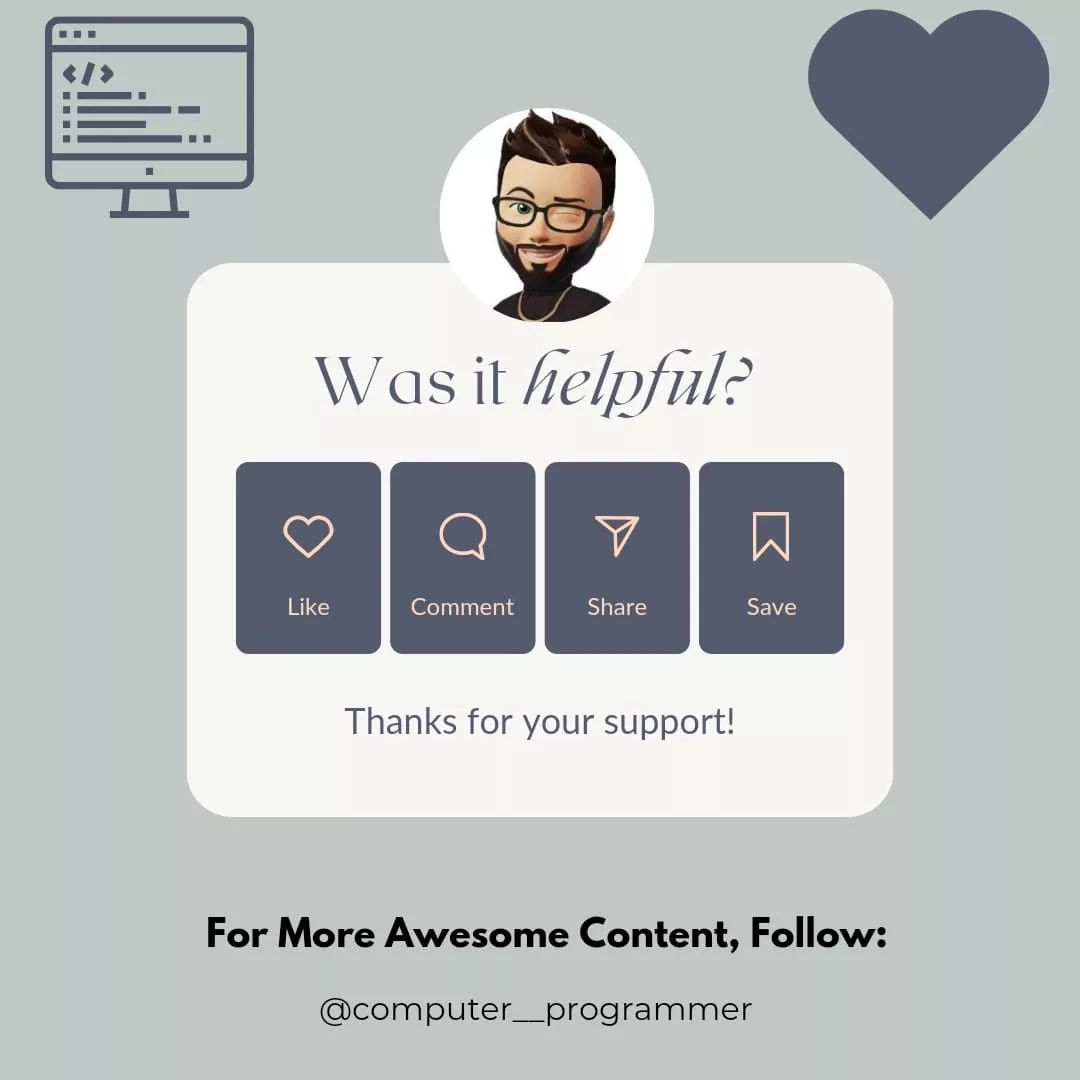 </>
Was it helpful?
Like
Comment
Share
Save
Thanks for your support!
For More Awesome Content, Follow:
@computer__programmer